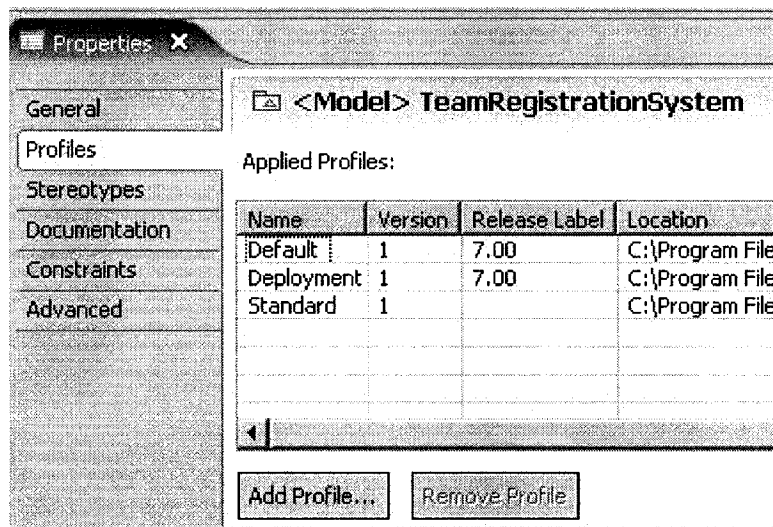 Properties
<Model> TeamRegistrationSystem
General
Profiles
Stereotypes
Documentation
Constraints
Advanced
Applied Profiles:
Name Version Release Label Location
Default 1 7.00 C:\Program File
Deployment 1 7.00 C:\Program File
Standard 1 C:\Program File
Add Profile... Remove Profile